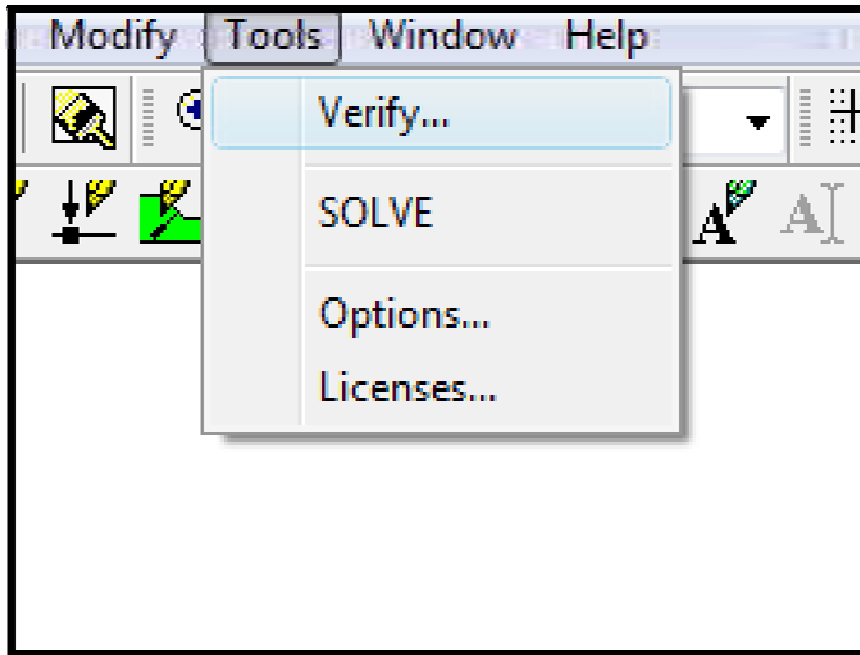 Modify Tools Window Help
Verify...
SOLVE
A A
Options...
Licenses...